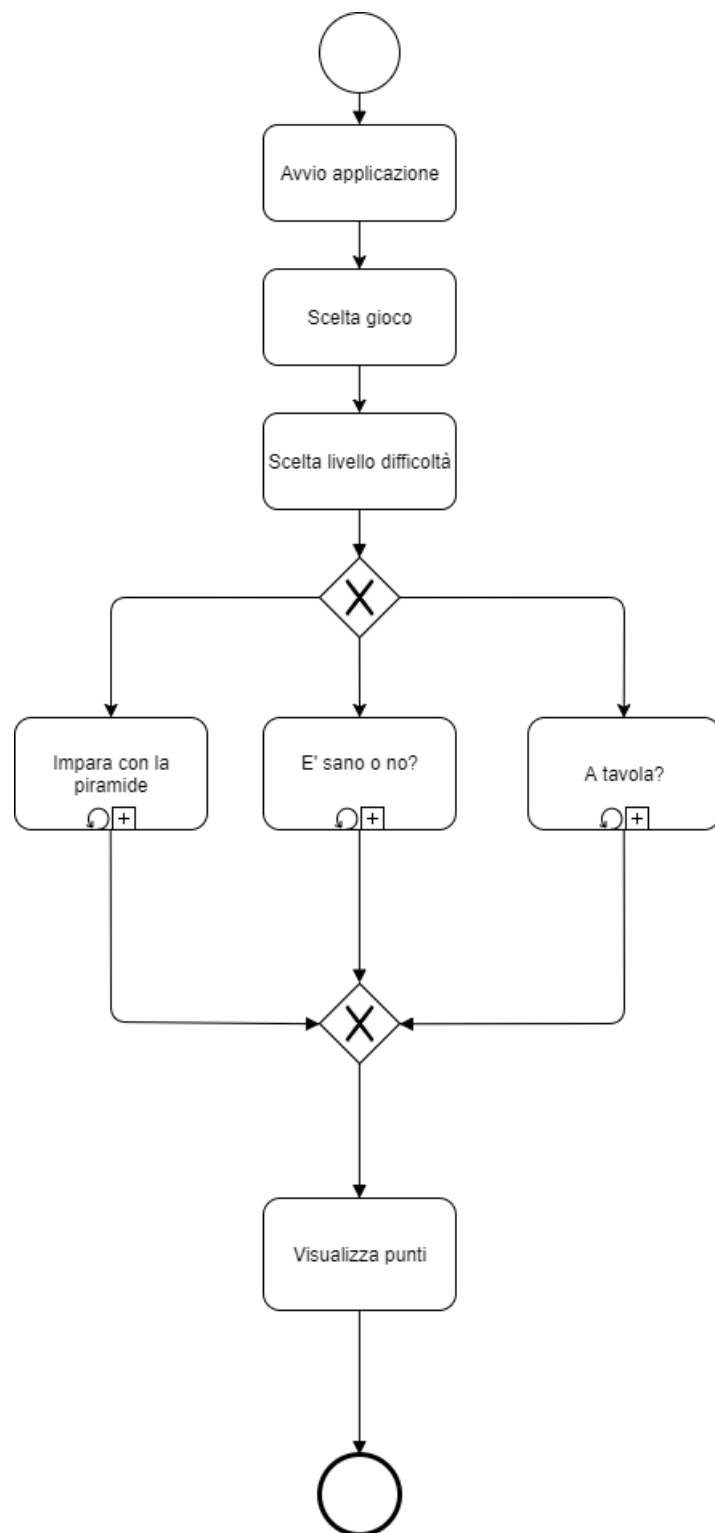 Avvio applicazione
Scelta gioco
Scelta livello difficoltà
Impara con la
piramide
E' sano o no?
A tavola?
Visualizza punti